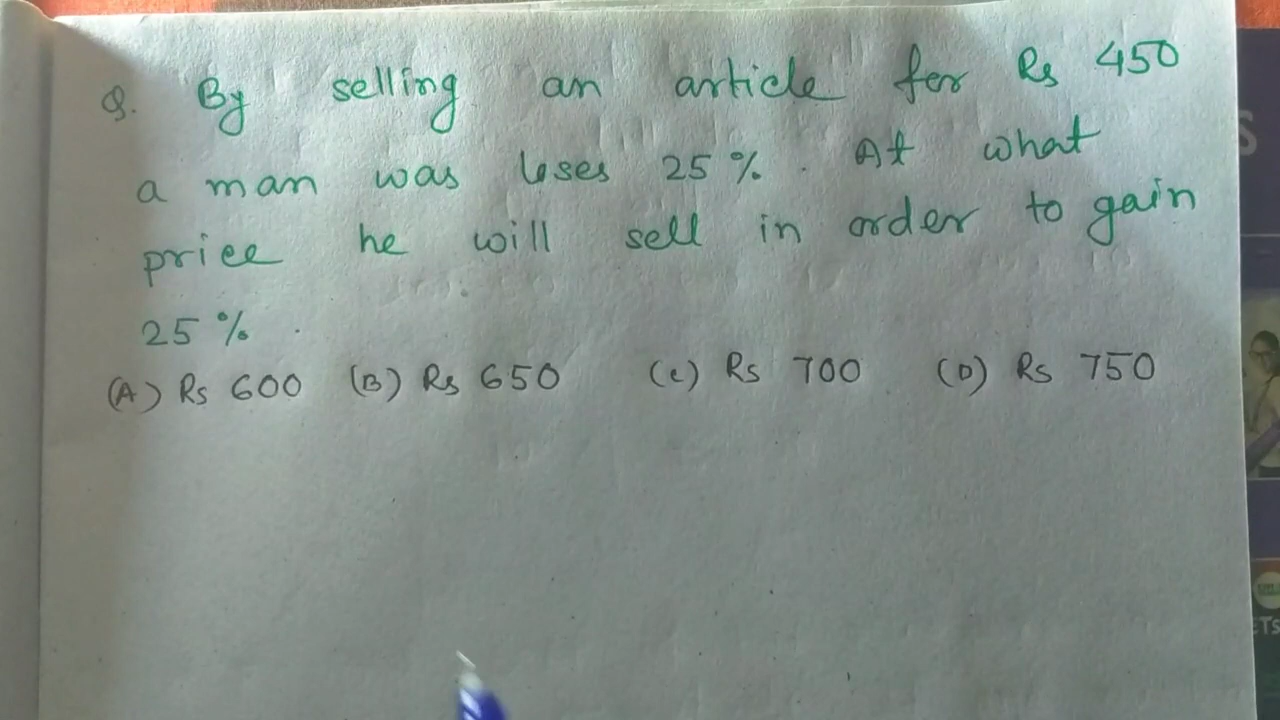 Q. By selling an article for Rs 450
a man was loses 25%. At what
price he will sell in order to gain
25%.
(A) Rs 600 (B) Rs 650 (c) Rs 700 (D) Rs 750
S
ETS